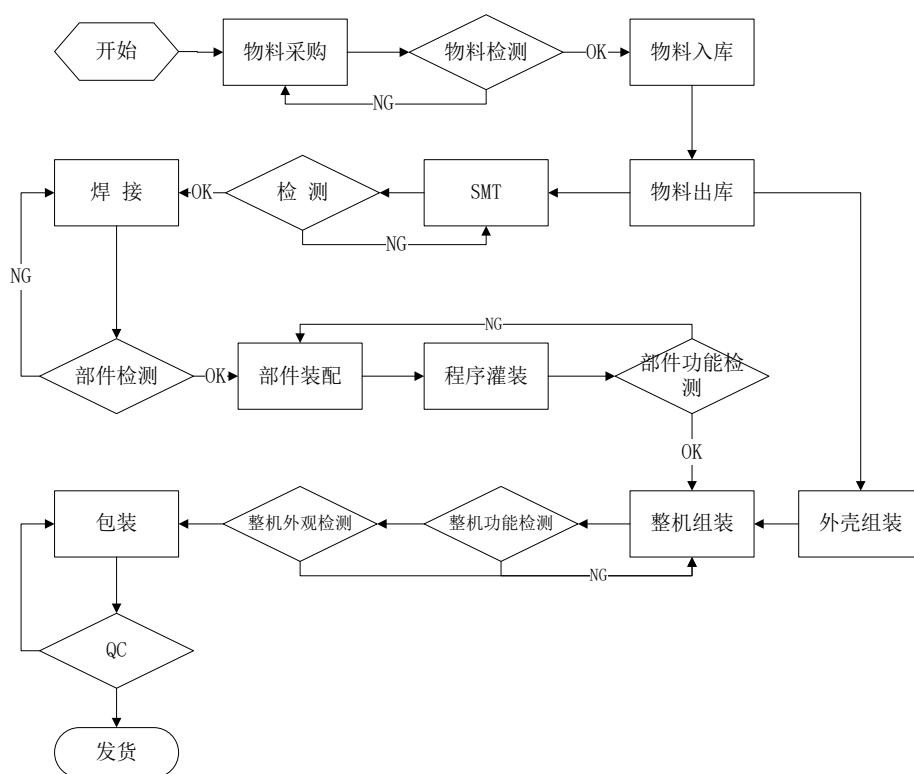 开始
物料采购
物料检测
OK
物料入库
NG
焊 接
OK
检 测
SMT
物料出库
NG
NG
NG
部件检测
OK
部件装配
程序灌装
部件功能检
测
OK
包装
整机外观检测
整机功能检测
整机组装
外壳组装
NG
QC
发货